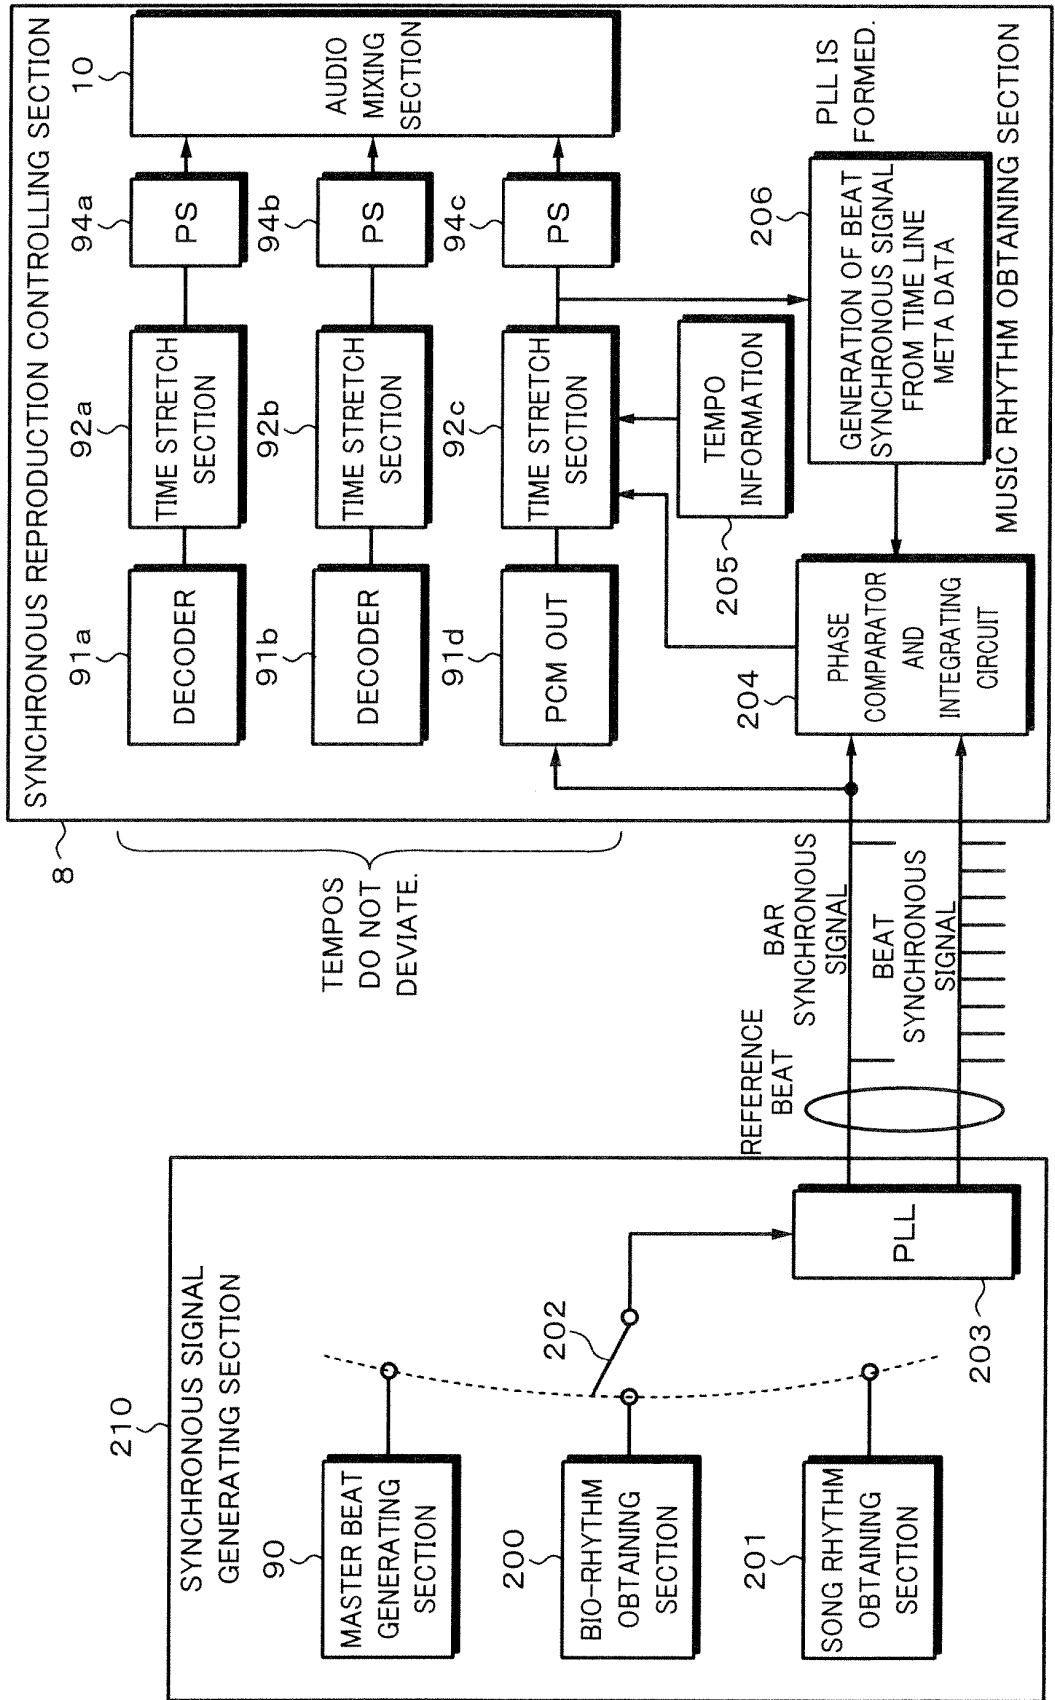 SYNCHRONOUS SIGNAL
GENERATING SECTION
210
90
MASTER BEAT
GENERATING
SECTION
200
BIO-RHYTHM
OBTAINING
SECTION
201
SONG RHYTHM
OBTAINING
SECTION
202
PLL
203
REFERENCE
BEAT
BAR
SYNCHRONOUS
SIGNAL
BEAT
SYNCHRONOUS
SIGNAL
TEMPOS
DO NOT
DEVIATE.
8
SYNCHRONOUS REPRODUCTION CONTROLLING SECTION
91a
DECODER
92a
TIME STRETCH
SECTION
94a
PS
10
AUDIO
MIXING
SECTION
91b
DECODER
92b
TIME STRETCH
SECTION
94b
PS
91d
PCM OUT
92c
TIME STRETCH
SECTION
94c
PS
205
TEMPO
INFORMATION
204
PHASE
COMPARATOR
AND
INTEGRATING
CIRCUIT
206
GENERATION OF BEAT
SYNCHRONOUS SIGNAL
FROM TIME LINE
META DATA
PLL IS
FORMED.
MUSIC RHYTHM OBTAINING SECTION